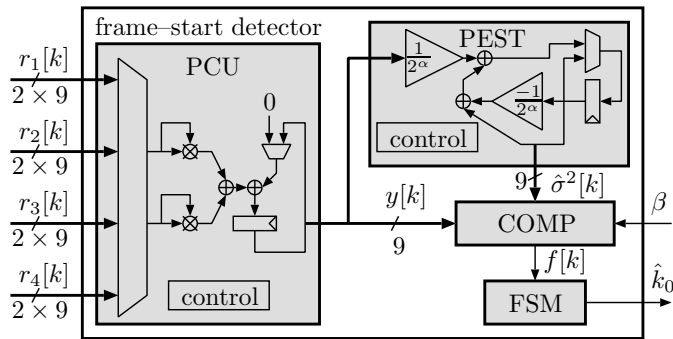 frame–start detector
PCU
r₁[k]
2 × 9
r₂[k]
2 × 9
r₃[k]
2 × 9
r₄[k]
2 × 9
0
control
PEST
1/2^α
−1/2^α
control
9
σ̂²[k]
y[k]
9
COMP
β
f[k]
FSM
k̂₀